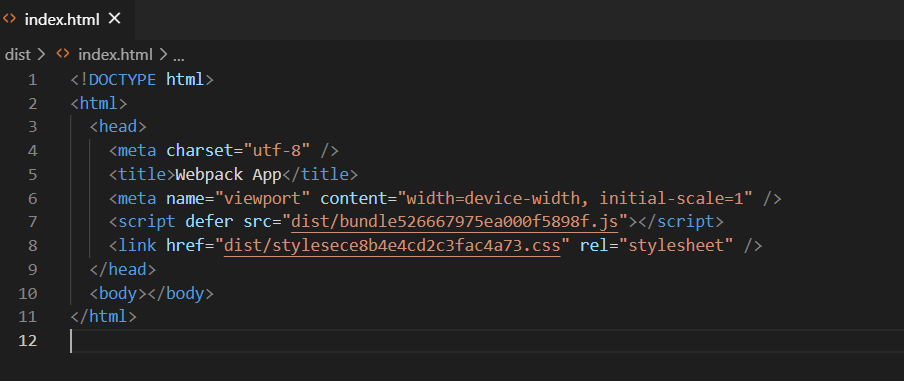 index.html
dist > index.html > ...
1 <!DOCTYPE html>
2 <html>
3 <head>
4 <meta charset="utf-8" />
5 <title>Webpack App</title>
6 <meta name="viewport" content="width=device-width, initial-scale=1" />
7 <script defer src="dist/bundle526667975ea000f5898f.js"></script>
8 <link href="dist/stylesece8b4e4cd2c3fac4a73.css" rel="stylesheet" />
9 </head>
10 <body></body>
11 </html>
12